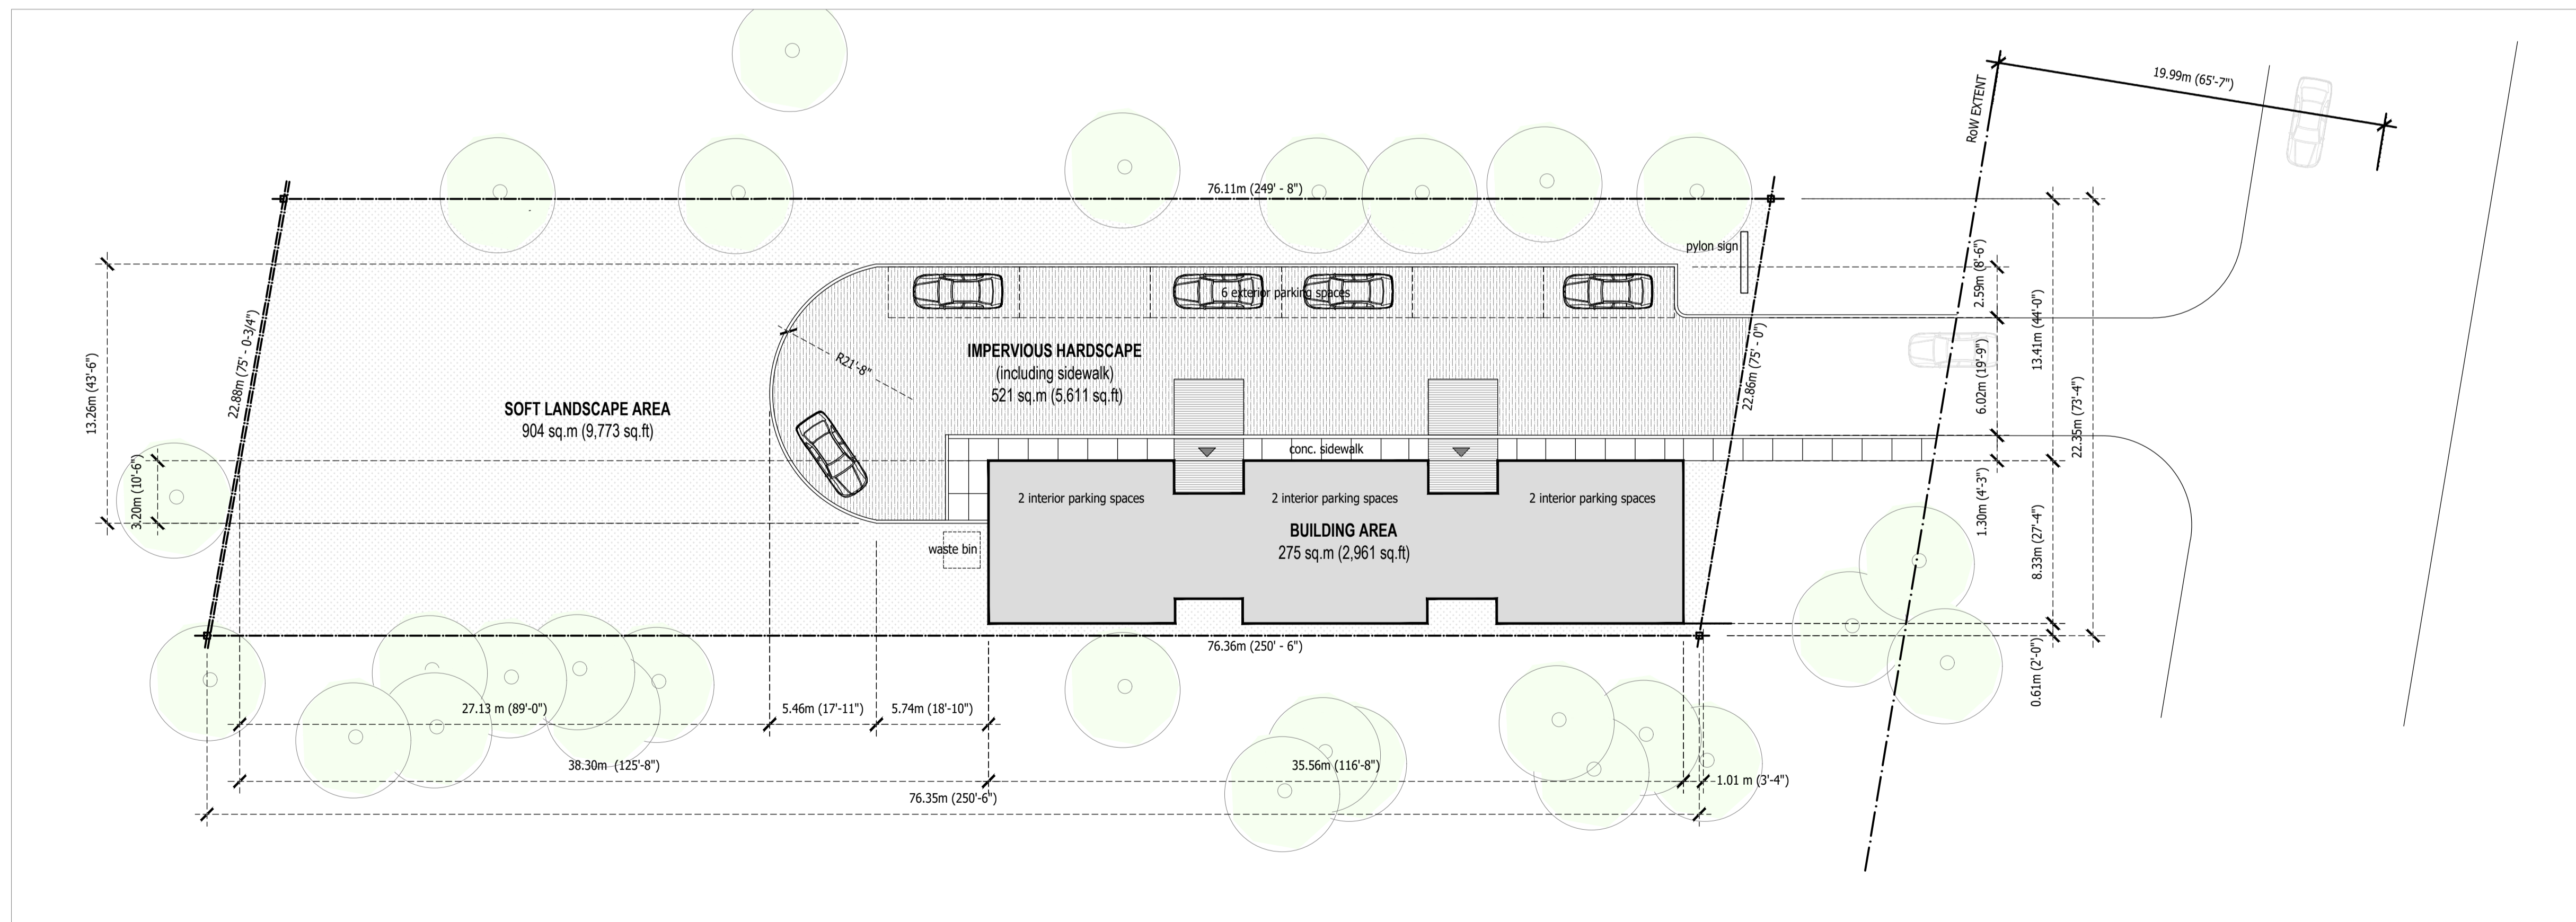 19.99m (65'-7")
RoW EXTENT
76.11m (249' - 8")
pylon sign
2.59m (8'-6")
6 exterior parking spaces
13.41m (44'-0")
22.88m (75' - 0-3/4")
22.86m (75' - 0")
IMPERVIOUS HARDSCAPE
(including sidewalk)
521 sq.m (5,611 sq.ft)
R21'-8"
6.02m (19'-9")
13.26m (43'-6")
22.35m (73'-4")
SOFT LANDSCAPE AREA
904 sq.m (9,773 sq.ft)
conc. sidewalk
3.20m (10'-6")
2 interior parking spaces
2 interior parking spaces
2 interior parking spaces
1.30m (4'-3")
BUILDING AREA
275 sq.m (2,961 sq.ft)
waste bin
8.33m (27'-4")
76.36m (250' - 6")
0.61m (2'-0")
27.13 m (89'-0")
5.46m (17'-11")
5.74m (18'-10")
38.30m (125'-8")
35.56m (116'-8")
1.01 m (3'-4")
76.35m (250'-6")